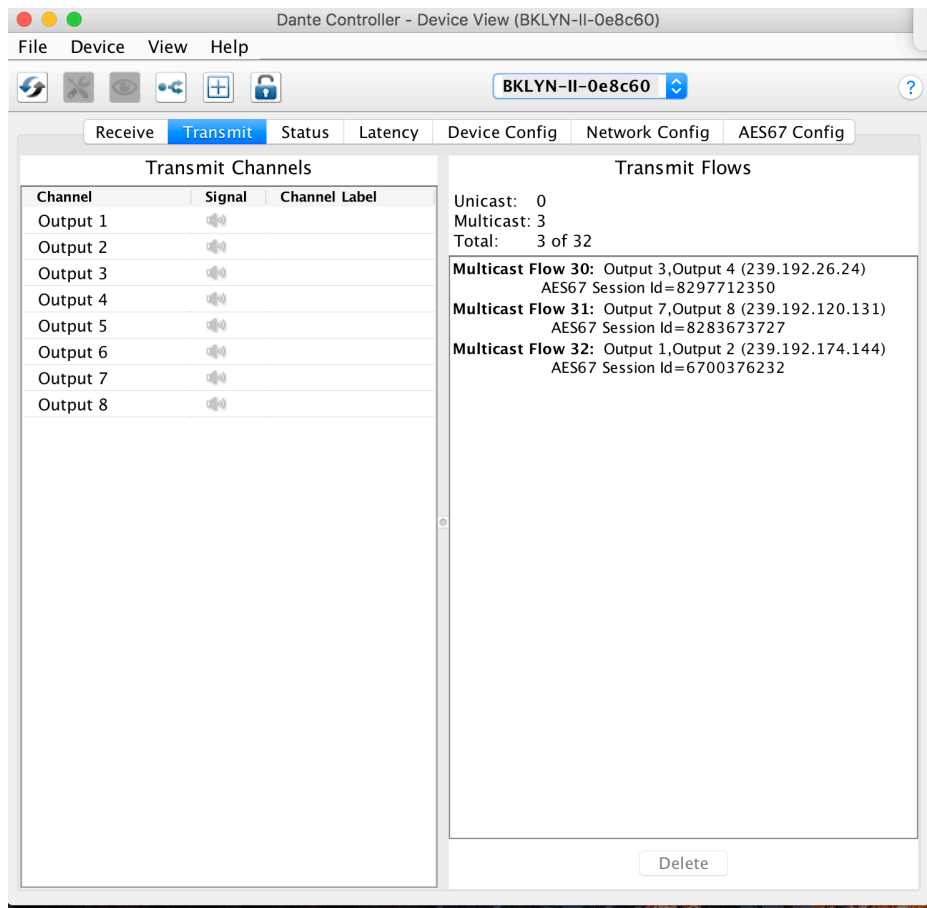 Dante Controller - Device View (BKLYN-II-0e8c60)
File Device View Help
BKLYN-II-0e8c60
?
Receive Transmit Status Latency Device Config Network Config AES67 Config
Transmit Channels
Channel Signal Channel Label
Output 1
Output 2
Output 3
Output 4
Output 5
Output 6
Output 7
Output 8
Transmit Flows
Unicast: 0
Multicast: 3
Total: 3 of 32
Multicast Flow 30: Output 3,Output 4 (239.192.26.24)
AES67 Session Id=8297712350
Multicast Flow 31: Output 7,Output 8 (239.192.120.131)
AES67 Session Id=8283673727
Multicast Flow 32: Output 1,Output 2 (239.192.174.144)
AES67 Session Id=6700376232
Delete